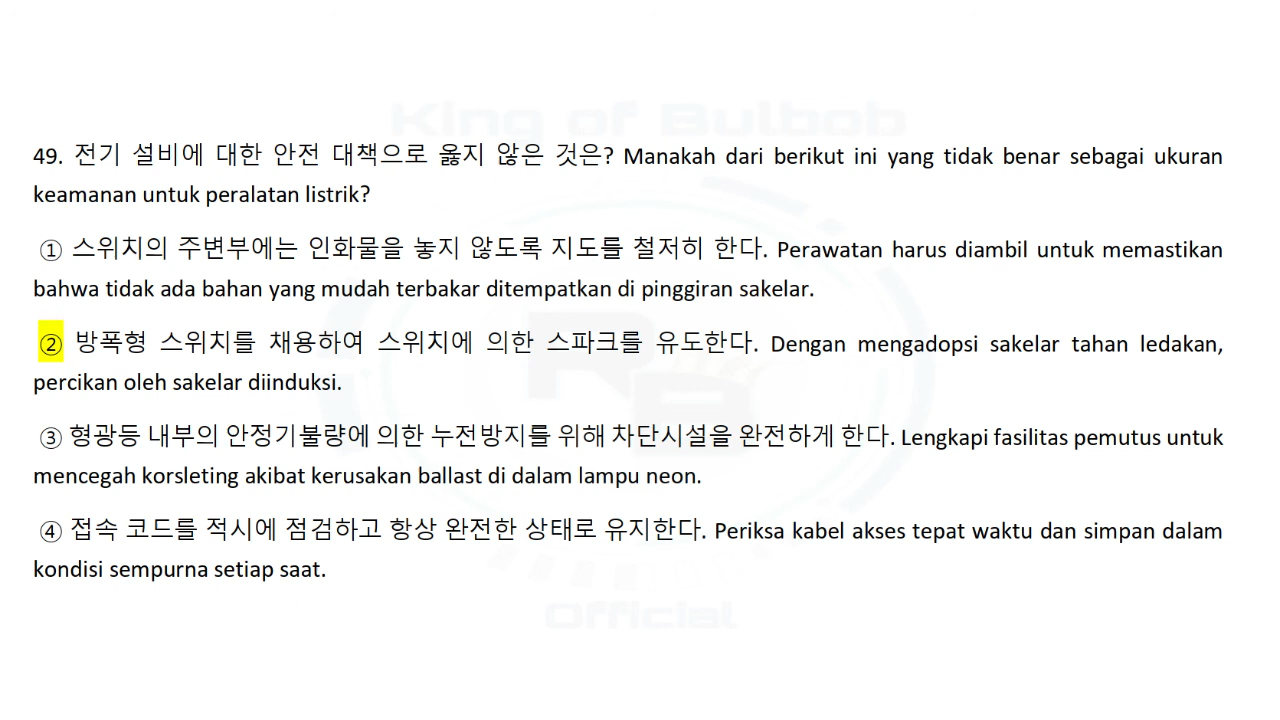 King of Bulbob
49. 전기 설비에 대한 안전 대책으로 옳지 않은 것은? Manakah dari berikut ini yang tidak benar sebagai ukuran
keamanan untuk peralatan listrik?
① 스위치의 주변부에는 인화물을 놓지 않도록 지도를 철저히 한다. Perawatan harus diambil untuk memastikan
bahwa tidak ada bahan yang mudah terbakar ditempatkan di pinggiran sakelar.
② 방폭형 스위치를 채용하여 스위치에 의한 스파크를 유도한다. Dengan mengadopsi sakelar tahan ledakan,
percikan oleh sakelar diinduksi.
③ 형광등 내부의 안정기불량에 의한 누전방지를 위해 차단시설을 완전하게 한다. Lengkapi fasilitas pemutus untuk
mencegah korsleting akibat kerusakan ballast di dalam lampu neon.
④ 접속 코드를 적시에 점검하고 항상 완전한 상태로 유지한다. Periksa kabel akses tepat waktu dan simpan dalam
kondisi sempurna setiap saat.
Official